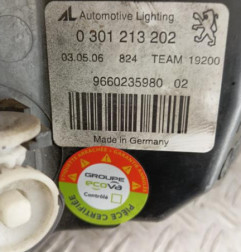 AL Automotive Lighting
0 301 213 202
03.05.06 824 TEAM 19200
9660235980 02
Made in Germany
GROUPE
ecova
Contrôlé
PIÈCE CERTIFIÉE